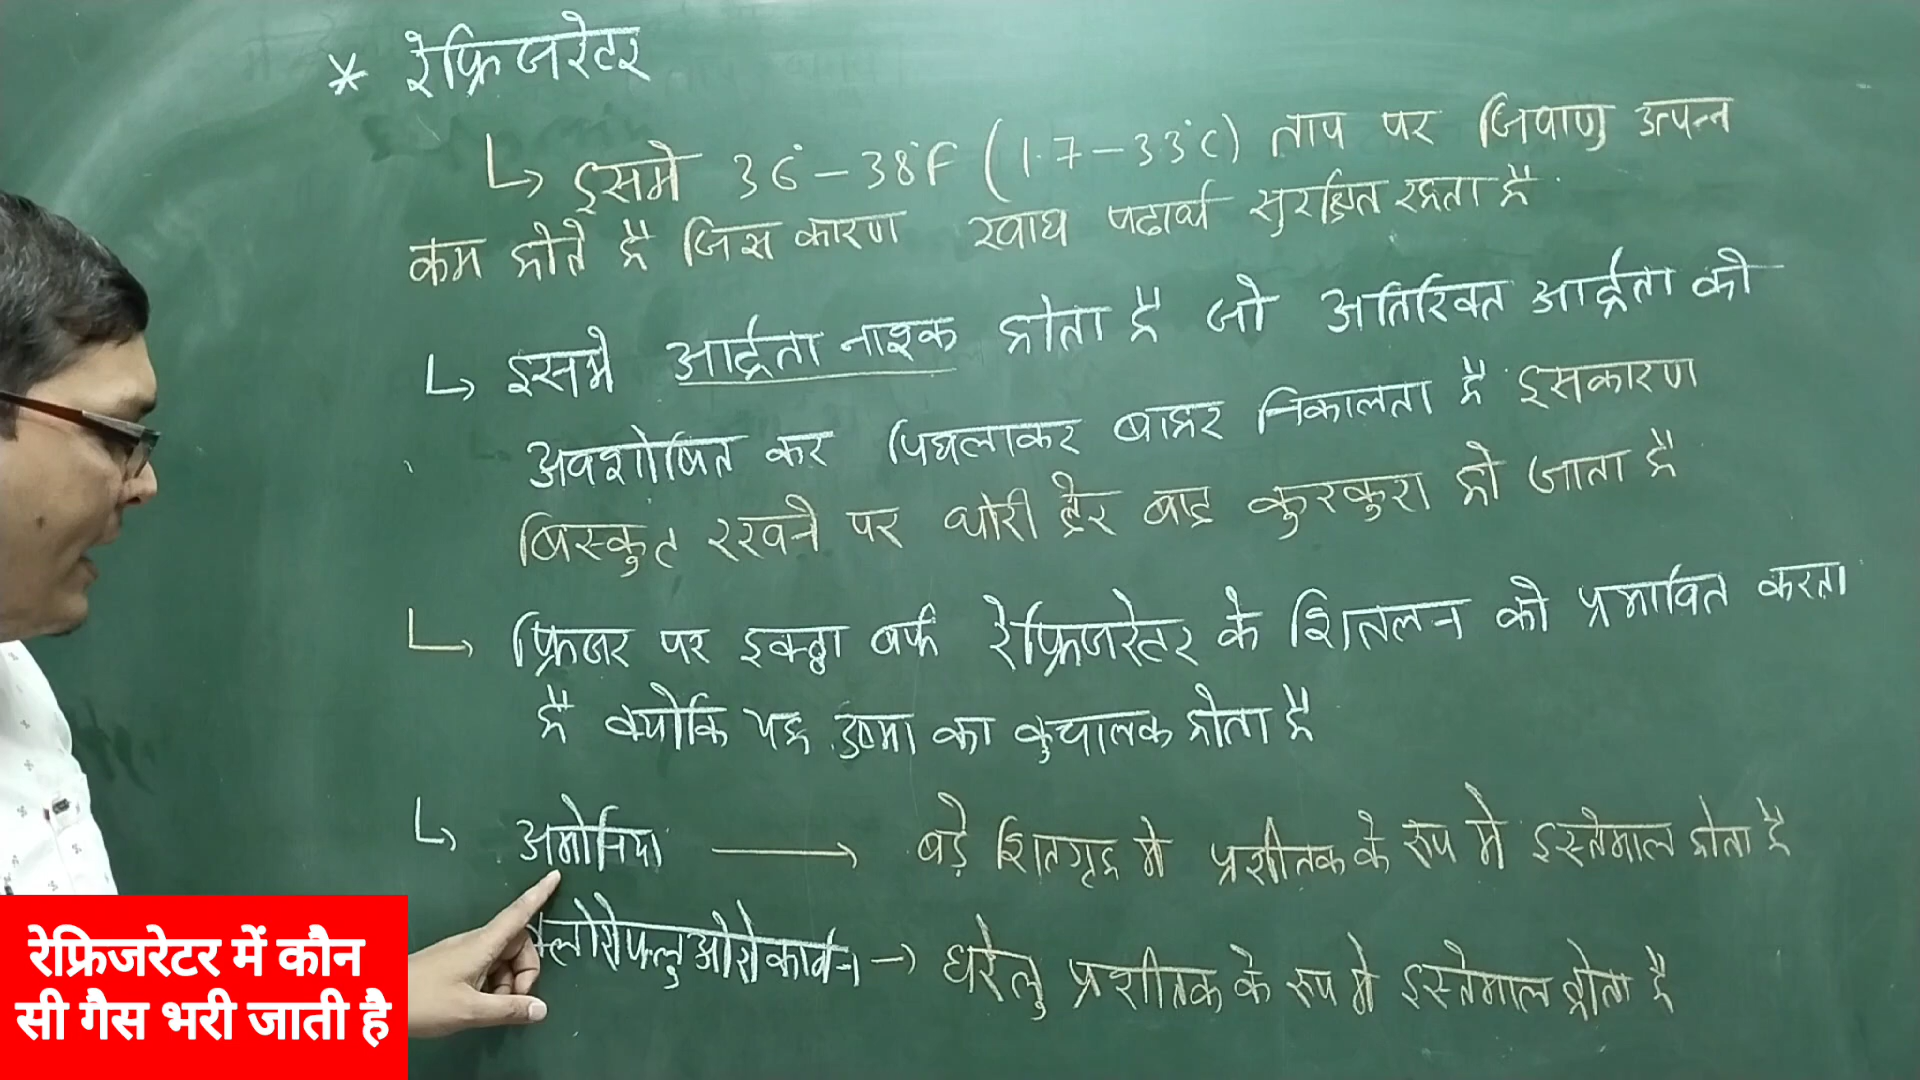 * रेफ्रिजरेटर
↳ इसमे 36° – 38°F (1.7 – 3.3°C) ताप पर जिवाणु उत्पन्न
कम होते है जिस कारण खाद्य पदार्थ सुरक्षित रहता है
↳ इसमे आर्द्रता नाशक होता है जो अतिरिक्त आर्द्रता को
अवशोषित कर पिघलाकर बाहर निकालता है इसकारण
बिस्कुट रखने पर थोरी देर बाद कुरकुरा हो जाता है
↳ फ्रिजर पर इकठ्ठा बर्फ रेफ्रिजरेटर के शितलन को प्रभावित करता
है क्योकि यह उष्मा का कुचालक होता है
↳ अमोनिया → बड़े शितगृह मे प्रशीतक के रूप मे इस्तेमाल होता है
क्लोरोफ्लुओरोकार्बन → घरेलु प्रशीतक के रूप मे इस्तेमाल होता है
रेफ्रिजरेटर में कौन
सी गैस भरी जाती है